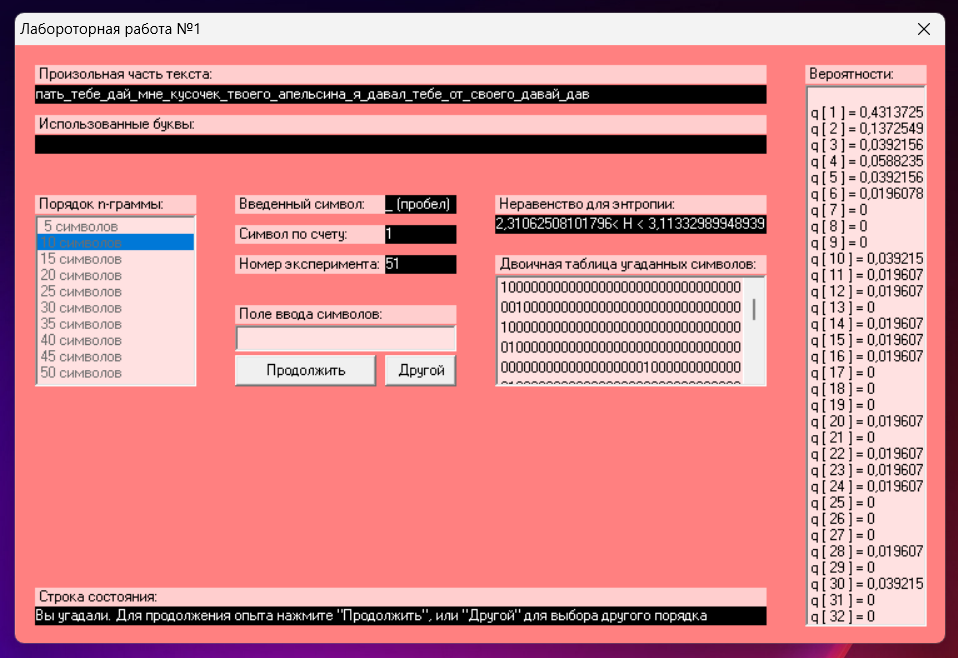 Лабороторная работа №1
Произольная часть текста:
пать_тебе_дай_мне_кусочек_твоего_апельсина_я_давал_тебе_от_своего_давай_дав
Использованные буквы:
Порядок n-граммы:
5 символов
10 символов
15 символов
20 символов
25 символов
30 символов
35 символов
40 символов
45 символов
50 символов
Введенный символ: _ (пробел)
Символ по счету: 1
Номер эксперимента: 51
Поле ввода символов:
Продолжить
Другой
Неравенство для энтропии:
2,31062508101796< H < 3,11332989948939
Двоичная таблица угаданных символов:
10000000000000000000000000000000
00100000000000000000000000000000
10000000000000000000000000000000
01000000000000000000000000000000
00000000000000000001000000000000
Вероятности:
q [ 1 ] = 0,4313725
q [ 2 ] = 0,1372549
q [ 3 ] = 0,0392156
q [ 4 ] = 0,0588235
q [ 5 ] = 0,0392156
q [ 6 ] = 0,0196078
q [ 7 ] = 0
q [ 8 ] = 0
q [ 9 ] = 0
q [ 10 ] = 0,039215
q [ 11 ] = 0,019607
q [ 12 ] = 0,019607
q [ 13 ] = 0
q [ 14 ] = 0,019607
q [ 15 ] = 0,019607
q [ 16 ] = 0,019607
q [ 17 ] = 0
q [ 18 ] = 0
q [ 19 ] = 0
q [ 20 ] = 0,019607
q [ 21 ] = 0
q [ 22 ] = 0,019607
q [ 23 ] = 0,019607
q [ 24 ] = 0,019607
q [ 25 ] = 0
q [ 26 ] = 0
q [ 27 ] = 0
q [ 28 ] = 0,019607
q [ 29 ] = 0
q [ 30 ] = 0,039215
q [ 31 ] = 0
q [ 32 ] = 0
Строка состояния:
Вы угадали. Для продолжения опыта нажмите "Продолжить", или "Другой" для выбора другого порядка